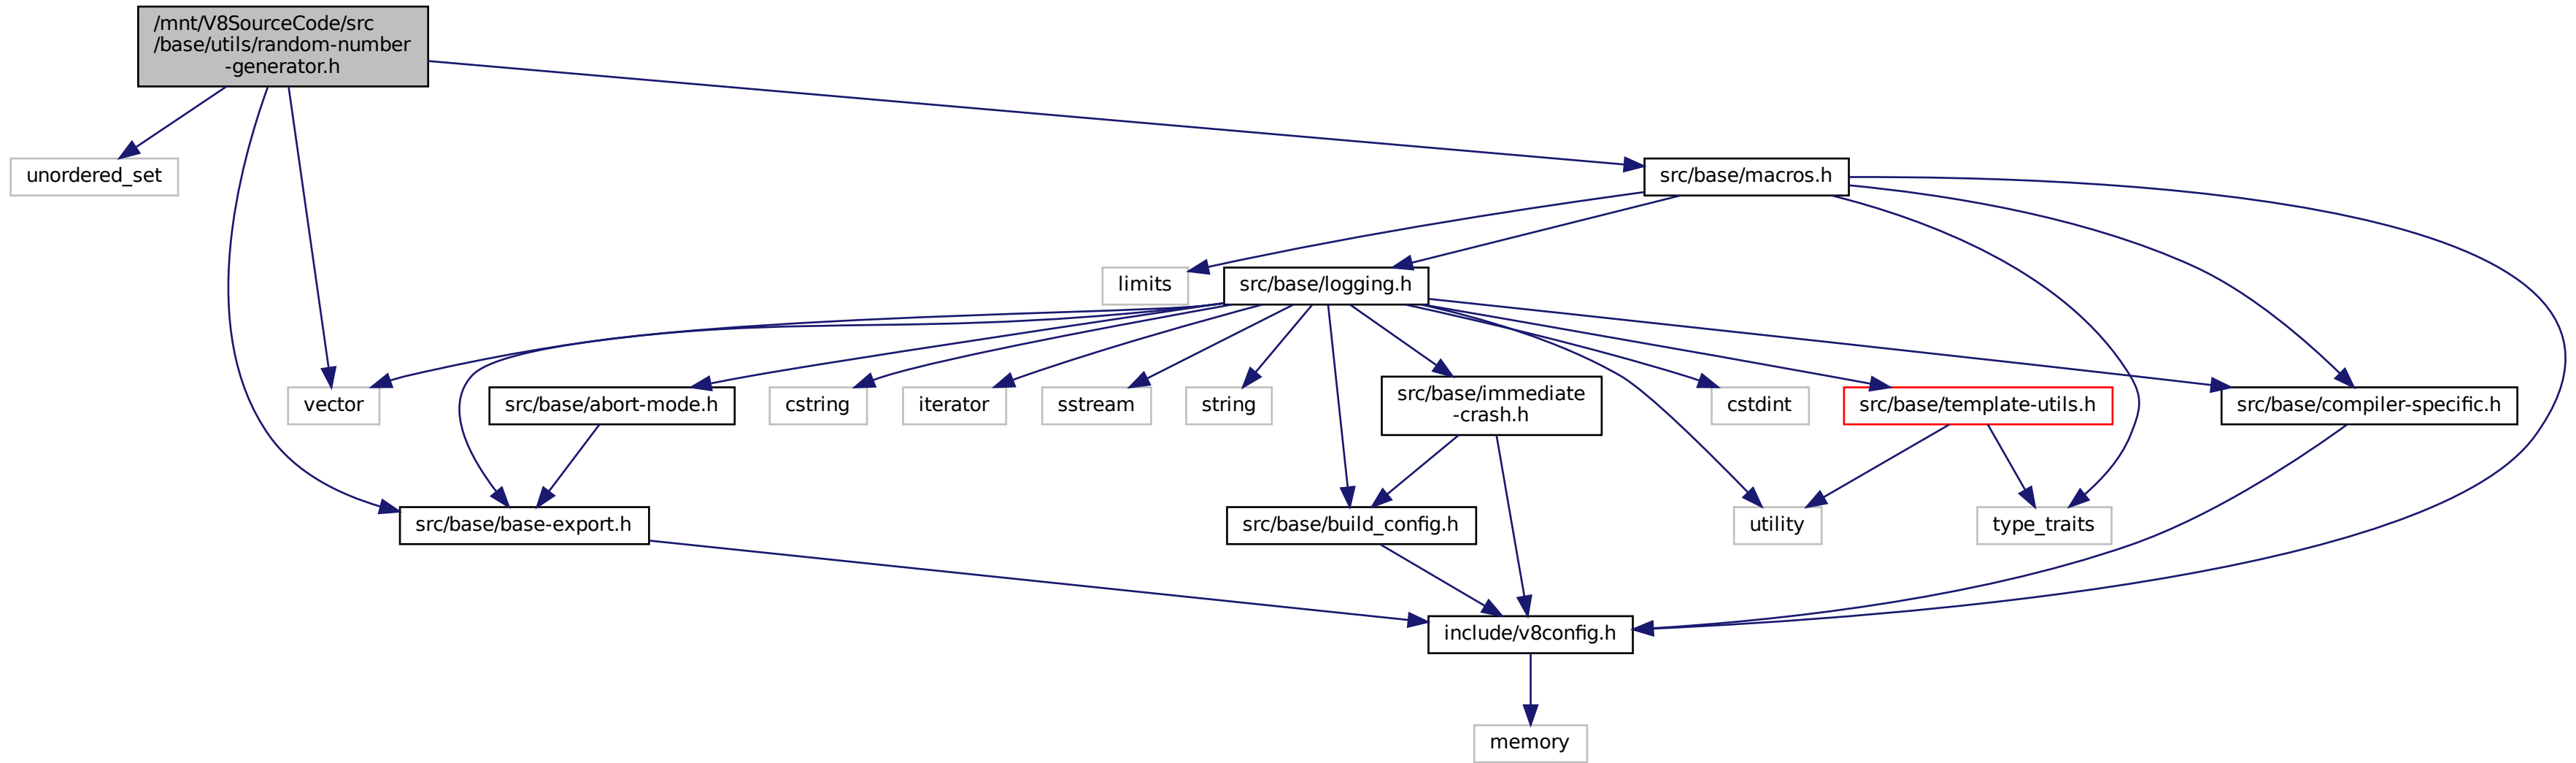 /mnt/V8SourceCode/src
/base/utils/random-number
-generator.h
unordered_set
src/base/macros.h
limits
src/base/logging.h
vector
src/base/abort-mode.h
cstring
iterator
sstream
string
src/base/immediate
-crash.h
cstdint
src/base/template-utils.h
src/base/compiler-specific.h
src/base/base-export.h
src/base/build_config.h
utility
type_traits
include/v8config.h
memory